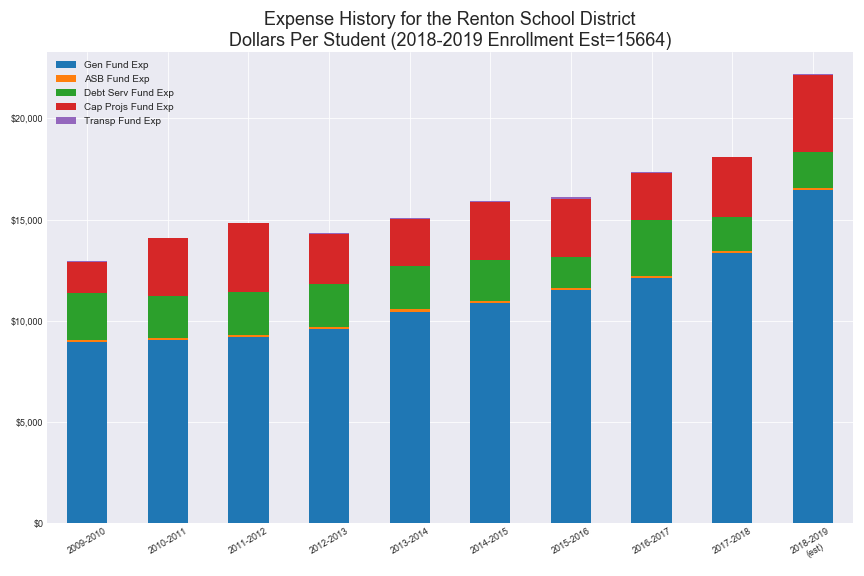 Expense History for the Renton School District
Dollars Per Student (2018-2019 Enrollment Est=15664)
Gen Fund Exp
ASB Fund Exp
Debt Serv Fund Exp
Cap Projs Fund Exp
Transp Fund Exp
$20,000
$15,000
$10,000
$5,000
$0
2009-2010
2010-2011
2011-2012
2012-2013
2013-2014
2014-2015
2015-2016
2016-2017
2017-2018
2018-2019
(est)